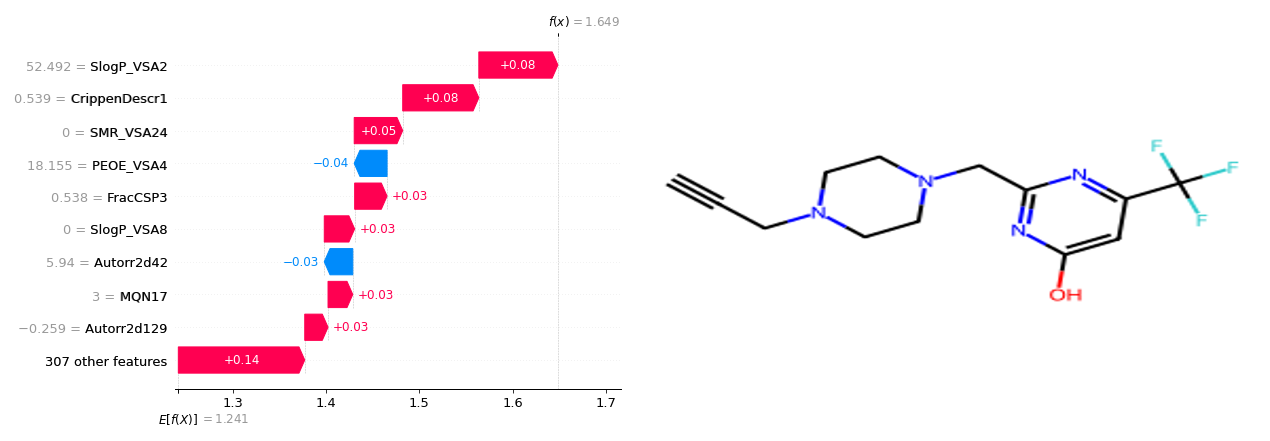 f(x) = 1.649
52.492 = SlogP_VSA2
+0.08
0.539 = CrippenDescr1
+0.08
0 = SMR_VSA24
+0.05
18.155 = PEOE_VSA4
−0.04
0.538 = FracCSP3
+0.03
0 = SlogP_VSA8
+0.03
5.94 = Autorr2d42
−0.03
3 = MQN17
+0.03
−0.259 = Autorr2d129
+0.03
307 other features
+0.14
1.3 1.4 1.5 1.6 1.7
E[f(X)] = 1.241
F
F
F
N
N
N
N
OH